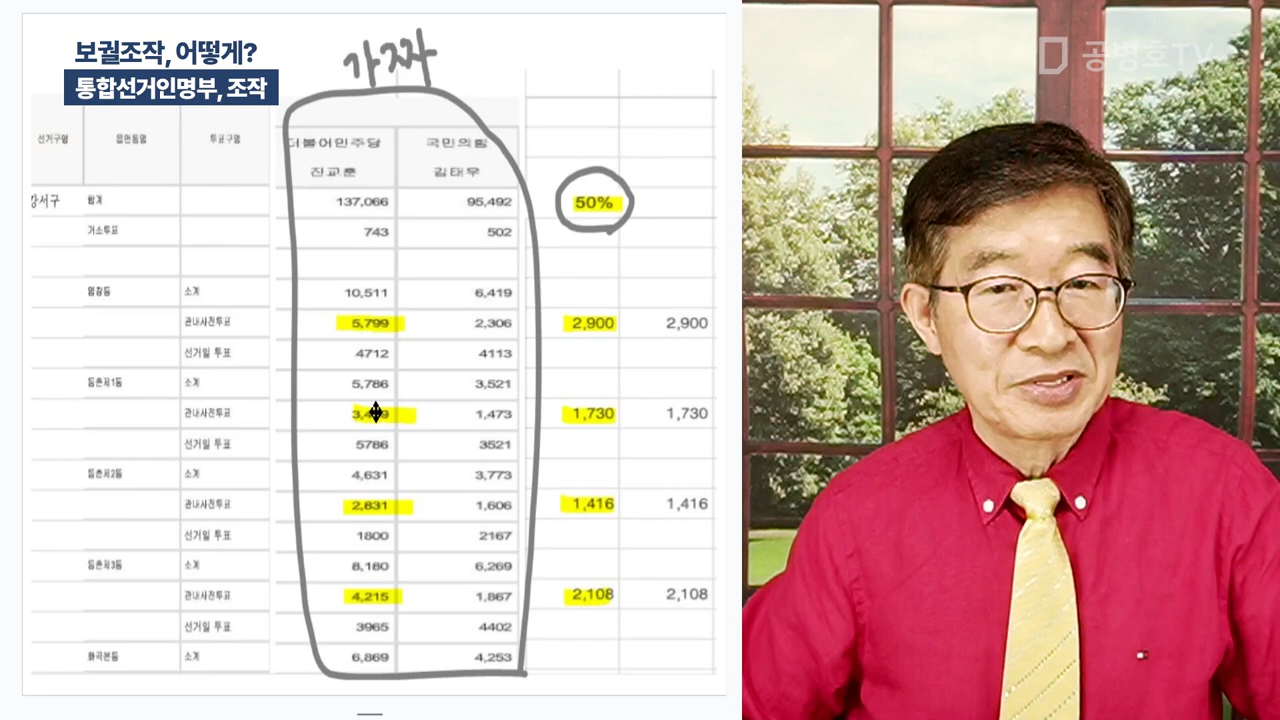 보궐조작, 어떻게?
통합선거인명부, 조작
가짜
공병호TV
선거구명 읍면동명 투표구명 더불어민주당 국민의힘
진교훈 김태우
강서구 합계 137,066 95,492 50%
거소투표 743 502
염창동 소계 10,511 6,419
관내사전투표 5,799 2,306 2,900 2,900
선거일 투표 4712 4113
등촌제1동 소계 5,786 3,521
관내사전투표 1,473 1,730 1,730
선거일 투표 5786 3521
등촌제2동 소계 4,631 3,773
관내사전투표 2,831 1,606 1,416 1,416
선거일 투표 1800 2167
등촌제3동 소계 8,180 6,269
관내사전투표 4,215 1,867 2,108 2,108
선거일 투표 3965 4402
화곡본동 소계 6,869 4,253